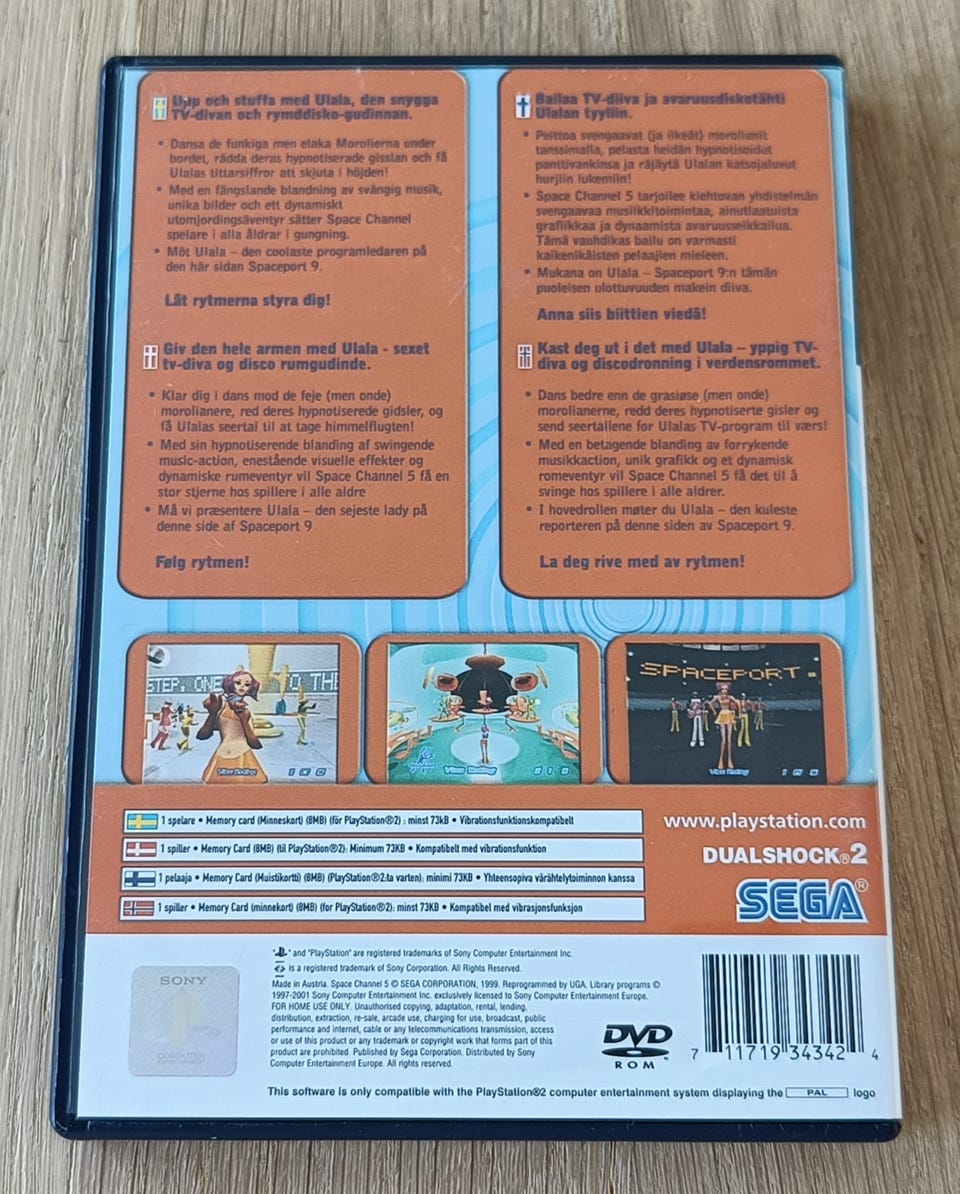 Upp och stuffa med Ulala, den snygga
TV-divan och rymddisko-gudinnan.
• Dansa de funkiga men elaka Morolierna under
bordet, rädda deras hypnotiserade gisslan och få
Ulalas tittarsiffror att skjuta i höjden!
• Med en fängslande blandning av svängig musik,
unika bilder och ett dynamiskt
utomjordingsäventyr sätter Space Channel
spelare i alla åldrar i gungning.
• Möt Ulala – den coolaste programledaren på
den här sidan Spaceport 9.
Låt rytmerna styra dig!
Bailaa TV-diiva ja avaruusdiskotähti
Ulalan tyyliin.
• Peittoa svengaavat (ja ilkeät) morolianit
tanssimalla, pelasta heidän hypnotisoidut
panttivankinsa ja räjäytä Ulalan katsojaluvut
hurjiin lukemiin!
• Space Channel 5 tarjoilee kiehtovan yhdistelmän
svengaavaa musiikkitoimintaa, ainutlaatuista
grafiikkaa ja dynaamista avaruusseikkailua.
Tämä vauhdikas bailu on varmasti
kaikenikäisten pelaajien mieleen.
• Mukana on Ulala – Spaceport 9:n tämän
puoleisen ulottuvuuden makein diiva.
Anna siis biittien viedä!
Giv den hele armen med Ulala - sexet
tv-diva og disco rumgudinde.
• Klar dig i dans mod de feje (men onde)
morolianere, red deres hypnotiserede gidsler, og
få Ulalas seertal til at tage himmelflugten!
• Med sin hypnotiserende blanding af swingende
music-action, enestående visuelle effekter og
dynamiske rumeventyr vil Space Channel 5 få en
stor stjerne hos spillere i alle aldre
• Må vi præsentere Ulala – den sejeste lady på
denne side af Spaceport 9
Følg rytmen!
Kast deg ut i det med Ulala – yppig TV-
diva og discodronning i verdensrommet.
• Dans bedre enn de grasiøse (men onde)
morolianerne, redd deres hypnotiserte gisler og
send seertallene for Ulalas TV-program til værs!
• Med en betagende blanding av forrykende
musikkaction, unik grafikk og et dynamisk
romeventyr vil Space Channel 5 få det til å
svinge hos spillere i alle aldrer.
• I hovedrollen møter du Ulala – den kuleste
reporteren på denne siden av Spaceport 9.
La deg rive med av rytmen!
STEP, ONE TO TH
View Rating
View Rating 210
SPACEPORT
View Rating
1 spelare • Memory card (Minneskort) (8MB) (för PlayStation®2) : minst 73kB • Vibrationsfunktionskompatibelt
1 spiller • Memory Card (8MB) (til PlayStation®2): Minimum 73KB • Kompatibelt med vibrationsfunktion
1 pelaaja • Memory Card (Muistikortti) (8MB) (PlayStation®2:ta varten): minimi 73KB • Yhteensopiva värähtelytoiminnon kanssa
1 spiller • Memory Card (minnekort) (8MB) (for PlayStation®2): minst 73KB • Kompatibel med vibrasjonsfunksjon
www.playstation.com
DUALSHOCK®2
SEGA®
SONY
COMPUTER
"PS" and "PlayStation" are registered trademarks of Sony Computer Entertainment Inc.
is a registered trademark of Sony Corporation. All Rights Reserved.
Made in Austria. Space Channel 5 © SEGA CORPORATION, 1999. Reprogrammed by UGA. Library programs ©
1997-2001 Sony Computer Entertainment Inc. exclusively licensed to Sony Computer Entertainment Europe.
FOR HOME USE ONLY. Unauthorised copying, adaptation, rental, lending,
distribution, extraction, re-sale, arcade use, charging for use, broadcast, public
performance and internet, cable or any telecommunications transmission, access
or use of this product or any trademark or copyright work that forms part of this
product are prohibited. Published by Sega Corporation. Distributed by Sony
Computer Entertainment Europe. All rights reserved.
DVD
ROM
7 11719 34342 4
This software is only compatible with the PlayStation®2 computer entertainment system displaying the PAL logo